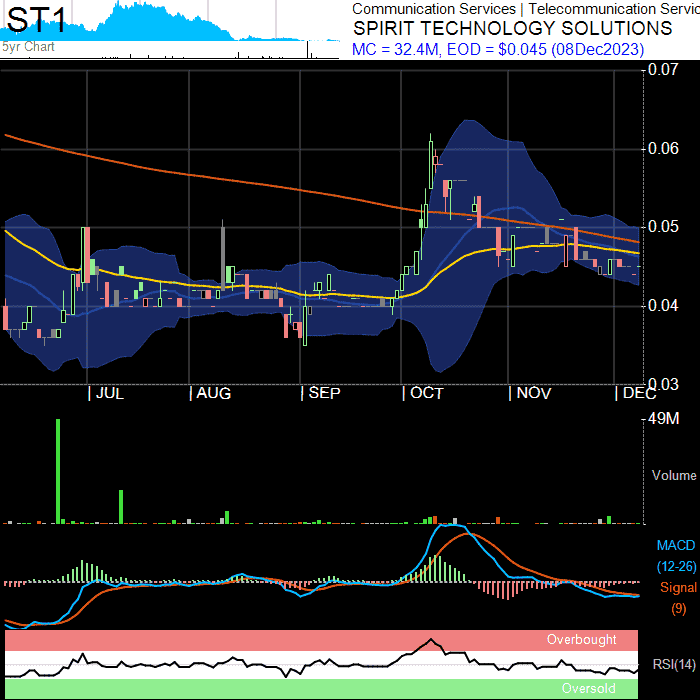 ST1
5yr Chart
Communication Services | Telecommunication Servic
SPIRIT TECHNOLOGY SOLUTIONS
MC = 32.4M, EOD = $0.045 (08Dec2023)
0.07
0.06
0.05
0.04
0.03
| JUL | AUG | SEP | OCT | NOV | DEC
49M
Volume
MACD
(12-26)
Signal
(9)
Overbought
RSI(14)
Oversold